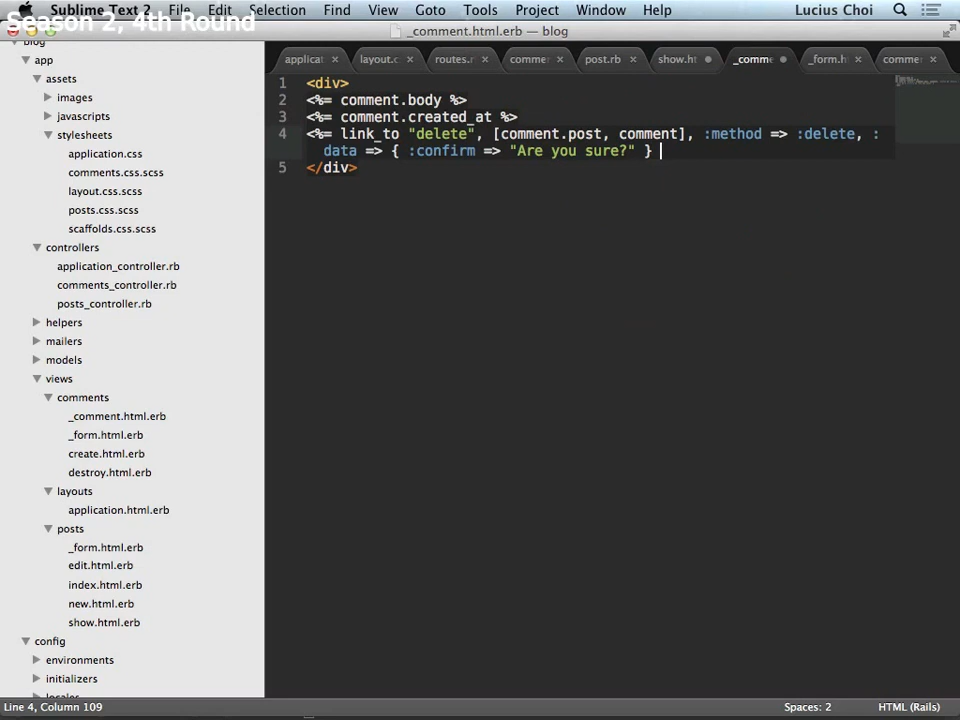 Sublime Text 2 File Edit Selection Find View Goto Tools Project Window Help Lucius Choi
Season 2, 4th Round
_comment.html.erb — blog
applicat × layout.c × routes.r × comme × post.rb × show.ht _comme _form.h × comme ×
blog
app
assets
images
javascripts
stylesheets
application.css
comments.css.scss
layout.css.scss
posts.css.scss
scaffolds.css.scss
controllers
application_controller.rb
comments_controller.rb
posts_controller.rb
helpers
mailers
models
views
comments
_comment.html.erb
_form.html.erb
create.html.erb
destroy.html.erb
layouts
application.html.erb
posts
_form.html.erb
edit.html.erb
index.html.erb
new.html.erb
show.html.erb
config
environments
initializers
locales
1 <div>
2 <%= comment.body %>
3 <%= comment.created_at %>
4 <%= link_to "delete", [comment.post, comment], :method => :delete, :
data => { :confirm => "Are you sure?" }
5 </div>
Line 4, Column 109 Spaces: 2 HTML (Rails)